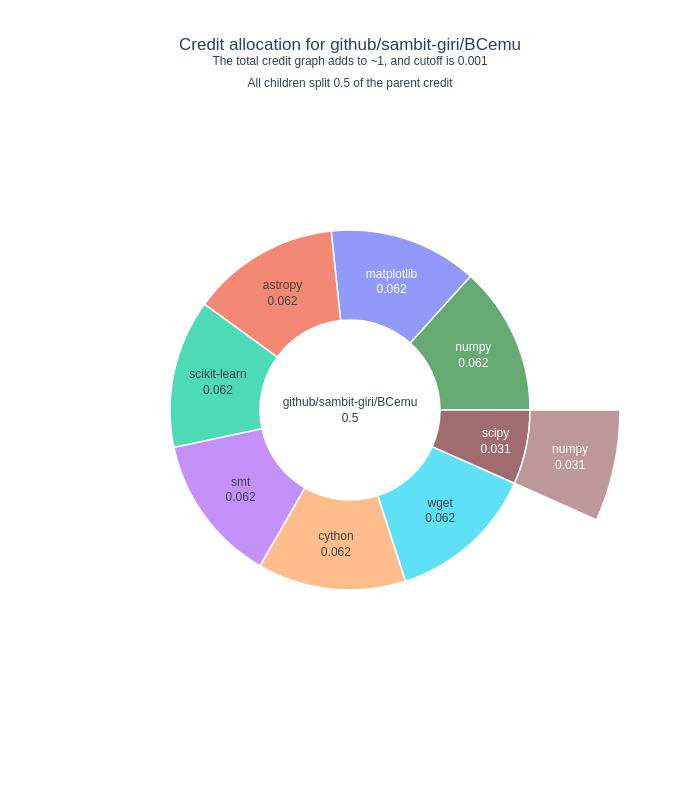 Credit allocation for github/sambit-giri/BCemu
The total credit graph adds to ~1, and cutoff is 0.001
All children split 0.5 of the parent credit
matplotlib
0.062
astropy
0.062
numpy
0.062
scikit-learn
0.062
github/sambit-giri/BCemu
0.5
scipy
0.031
numpy
0.031
smt
0.062
wget
0.062
cython
0.062